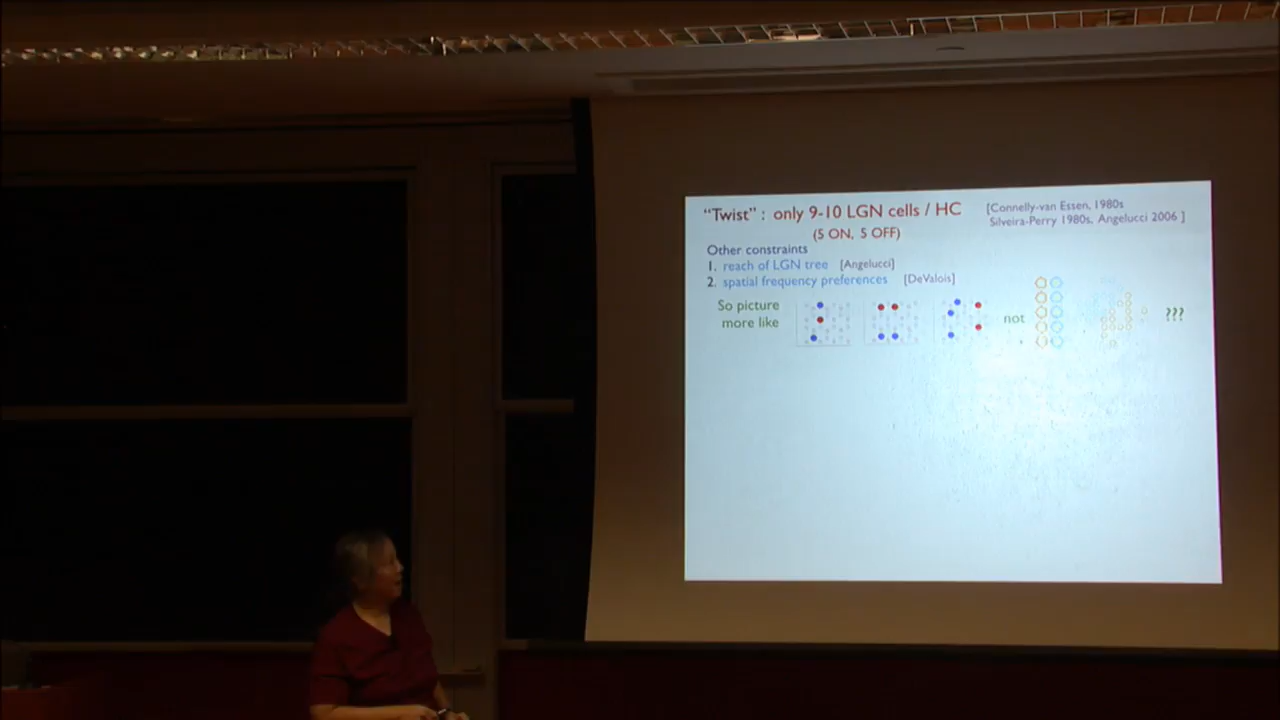 "Twist" : only 9-10 LGN cells / HC
(5 ON, 5 OFF)
[Connelly-van Essen, 1980s
Silveira-Perry 1980s, Angelucci 2006 ]
Other constraints
1. reach of LGN tree [Angelucci]
2. spatial frequency preferences [DeValois]
So picture
more like
not
???